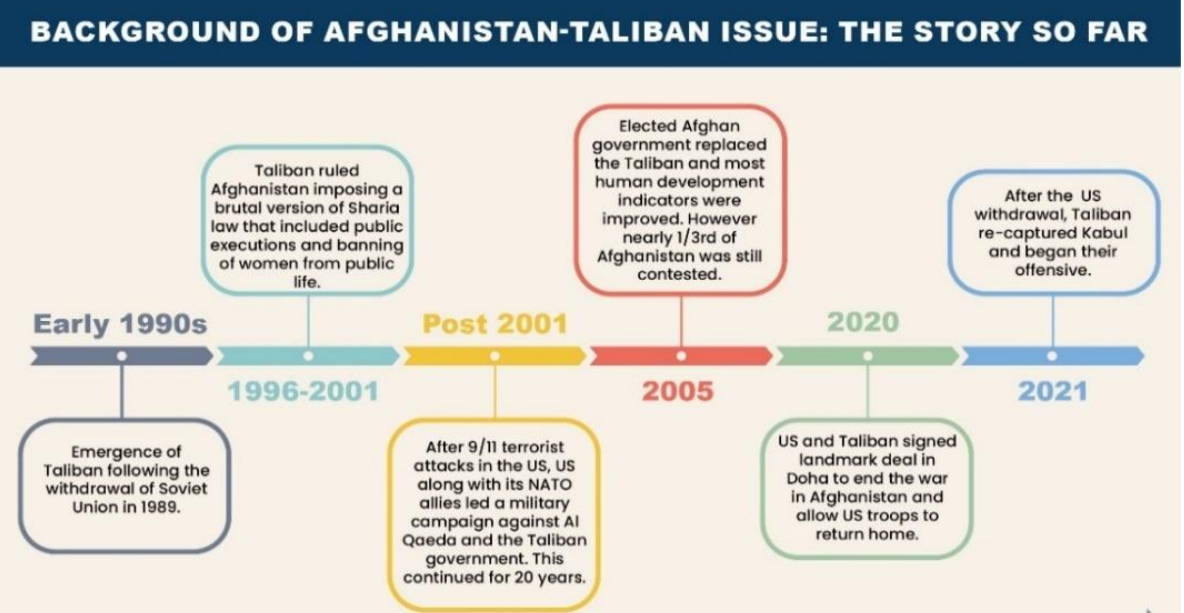 BACKGROUND OF AFGHANISTAN-TALIBAN ISSUE: THE STORY SO FAR
Early 1990s
Emergence of
Taliban following the
withdrawal of Soviet
Union in 1989.
Taliban ruled
Afghanistan imposing a
brutal version of Sharia
law that included public
executions and banning
of women from public
life.
1996-2001
Post 2001
After 9/11 terrorist
attacks in the US, US
along with its NATO
allies led a military
campaign against Al
Qaeda and the Taliban
government. This
continued for 20 years.
Elected Afghan
government replaced
the Taliban and most
human development
indicators were
improved. However
nearly 1/3rd of
Afghanistan was still
contested.
2005
2020
US and Taliban signed
landmark deal in
Doha to end the war
in Afghanistan and
allow US troops to
return home.
After the US
withdrawal, Taliban
re-captured Kabul
and began their
offensive.
2021